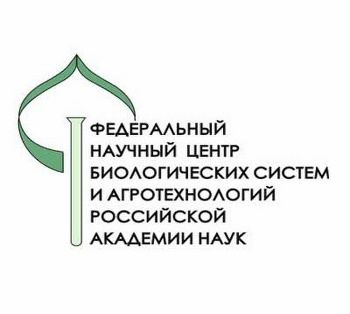 ФЕДЕРАЛЬНЫЙ
НАУЧНЫЙ ЦЕНТР
БИОЛОГИЧЕСКИХ СИСТЕМ
И АГРОТЕХНОЛОГИЙ
РОССИЙСКОЙ
АКАДЕМИИ НАУК